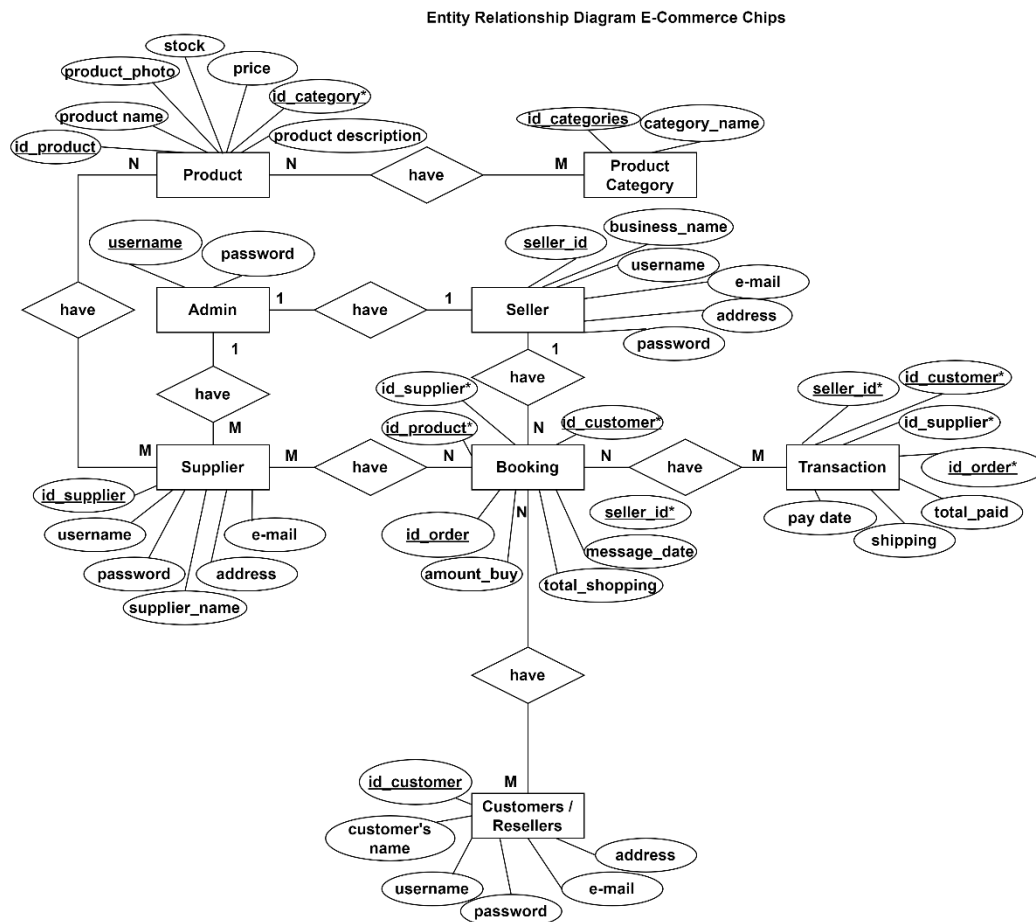 Entity Relationship Diagram E-Commerce Chips
stock
product_photo
price
id_category*
product name
product description
id_product
id_categories
category_name
N
Product
N
have
M
Product
Category
username
password
seller_id
business_name
username
e-mail
address
password
have
Admin
1
have
1
Seller
1
have
M
1
have
N
id_supplier*
id_product*
id_customer*
seller_id*
id_customer*
id_supplier*
id_order*
total_paid
shipping
pay date
M
Supplier
M
have
N
Booking
N
have
M
Transaction
id_supplier
username
password
supplier_name
address
e-mail
N
id_order
amount_buy
seller_id*
message_date
total_shopping
have
M
id_customer
Customers /
Resellers
customer's
name
username
password
e-mail
address